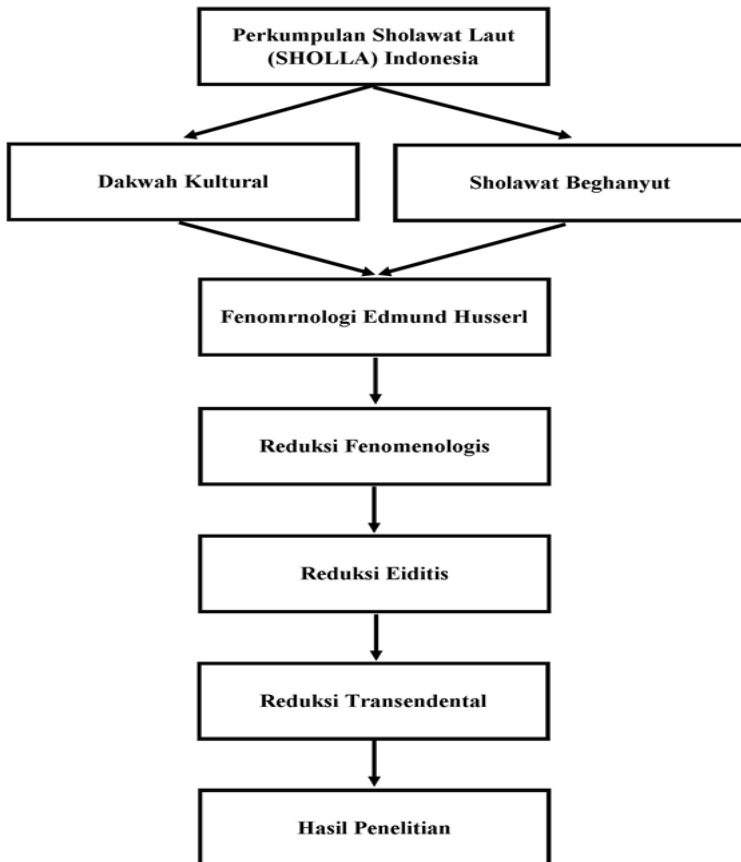 Perkumpulan Sholawat Laut
(SHOLLA) Indonesia
Dakwah Kultural
Sholawat Beghanyut
Fenomrnologi Edmund Husserl
Reduksi Fenomenologis
Reduksi Eiditis
Reduksi Transendental
Hasil Penelitian